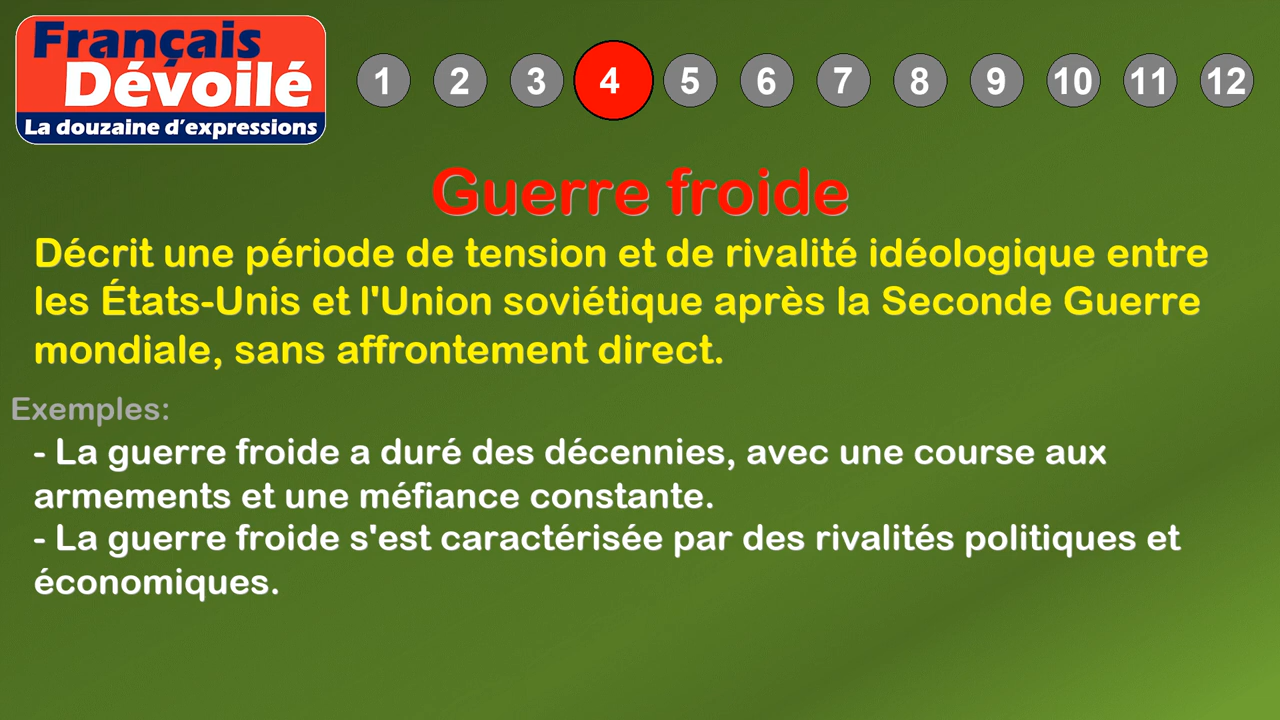 Français
Dévoilé
La douzaine d'expressions
1 2 3 4 5 6 7 8 9 10 11 12
Guerre froide
Décrit une période de tension et de rivalité idéologique entre
les États-Unis et l'Union soviétique après la Seconde Guerre
mondiale, sans affrontement direct.
Exemples:
- La guerre froide a duré des décennies, avec une course aux
armements et une méfiance constante.
- La guerre froide s'est caractérisée par des rivalités politiques et
économiques.